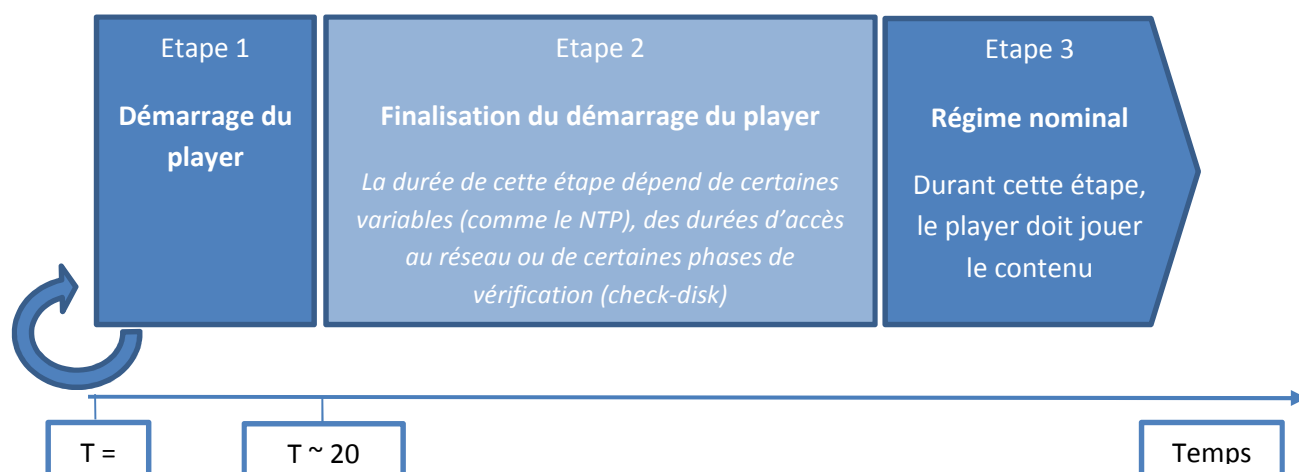 Etape 1
Démarrage du
player
Etape 2
Finalisation du démarrage du player
La durée de cette étape dépend de certaines
variables (comme le NTP), des durées d’accès
au réseau ou de certaines phases de
vérification (check-disk)
Etape 3
Régime nominal
Durant cette étape,
le player doit jouer
le contenu
T =
T ~ 20
Temps